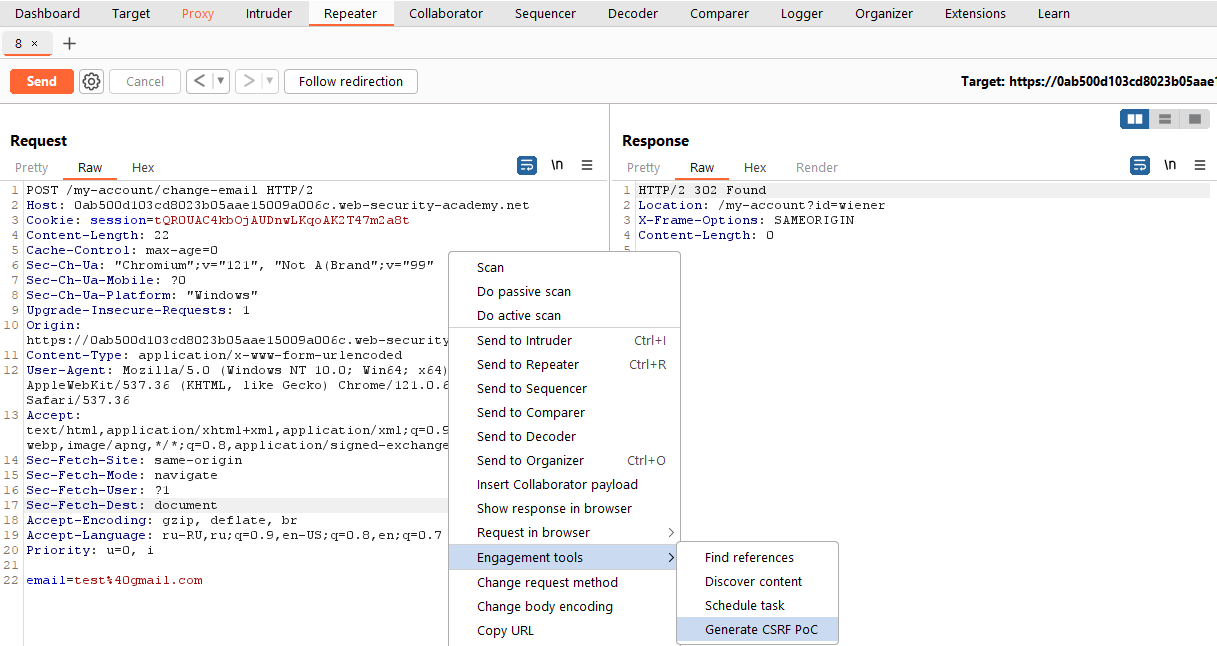 Dashboard Target Proxy Intruder Repeater Collaborator Sequencer Decoder Comparer Logger Organizer Extensions Learn
8 × +
Send Cancel < > Follow redirection Target: https://0ab500d103cd8023b05aae1
Request
Pretty Raw Hex \n
1 POST /my-account/change-email HTTP/2
2 Host: 0ab500d103cd8023b05aae15009a006c.web-security-academy.net
3 Cookie: session=tQROUAC4kbOjAUDnwLKqoAK2T47m2a8t
4 Content-Length: 22
5 Cache-Control: max-age=0
6 Sec-Ch-Ua: "Chromium";v="121", "Not A(Brand";v="99"
7 Sec-Ch-Ua-Mobile: ?0
8 Sec-Ch-Ua-Platform: "Windows"
9 Upgrade-Insecure-Requests: 1
10 Origin:
https://0ab500d103cd8023b05aae15009a006c.web-security
11 Content-Type: application/x-www-form-urlencoded
12 User-Agent: Mozilla/5.0 (Windows NT 10.0; Win64; x64)
AppleWebKit/537.36 (KHTML, like Gecko) Chrome/121.0.6
Safari/537.36
13 Accept:
text/html,application/xhtml+xml,application/xml;q=0.9
webp,image/apng,*/*;q=0.8,application/signed-exchange
14 Sec-Fetch-Site: same-origin
15 Sec-Fetch-Mode: navigate
16 Sec-Fetch-User: ?1
17 Sec-Fetch-Dest: document
18 Accept-Encoding: gzip, deflate, br
19 Accept-Language: ru-RU,ru;q=0.9,en-US;q=0.8,en;q=0.7
20 Priority: u=0, i
21
22 email=test%40gmail.com
Response
Pretty Raw Hex Render \n
1 HTTP/2 302 Found
2 Location: /my-account?id=wiener
3 X-Frame-Options: SAMEORIGIN
4 Content-Length: 0
5
Scan
Do passive scan
Do active scan
Send to Intruder Ctrl+I
Send to Repeater Ctrl+R
Send to Sequencer
Send to Comparer
Send to Decoder
Send to Organizer Ctrl+O
Insert Collaborator payload
Show response in browser
Request in browser
Engagement tools
Change request method
Change body encoding
Copy URL
Find references
Discover content
Schedule task
Generate CSRF PoC